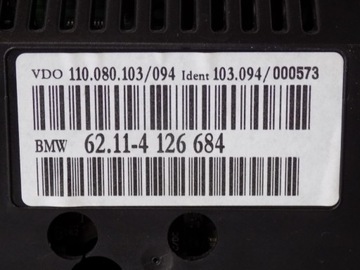 VDO 110.080.103/094 Ident 103.094/000573
BMW 62.11-4 126 684